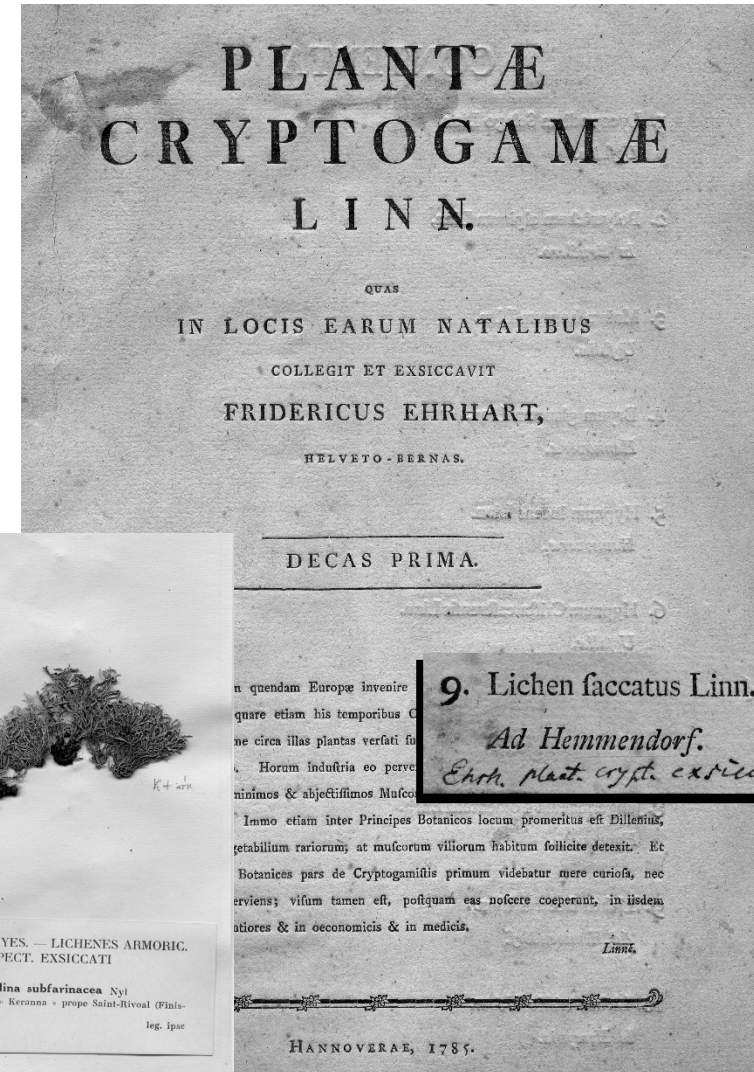 PLANTÆ
CRYPTOGAMÆ
LINN.
QUAS
IN LOCIS EARUM NATALIBUS
COLLEGIT ET EXSICCAVIT
FRIDERICUS EHRHART,
HELVETO-BERNAS.
DECAS PRIMA.
n quendam Europæ invenire
quare etiam his temporibus C
ne circa illas plantas verſati fu
Horum induſtria eo perve
minimos & abjectiſſimos Muſco
Immo etiam inter Principes Botanicos locum promeritus eſt Dillenius,
getabilium rariorum, at muſcorum viliorum habitum ſollicite detexit. Et
Botanices pars de Cryptogamiſtis primum videbatur mere curioſa, nec
erviens; viſum tamen eſt, poſtquam eas noſcere coeperunt, in iisdem
atiores & in oeconomicis & in medicis.
Linné.
HANNOVERAE, 1785.
9. Lichen ſaccatus Linn.
Ad Hemmendorf.
Ehrh. plant. crypt. exsicc
K+
YES. — LICHENES ARMORIC.
PECT. EXSICCATI
lina subfarinacea Nyl
« Keranna « prope Saint-Rivoal (Finis-
leg. ipse